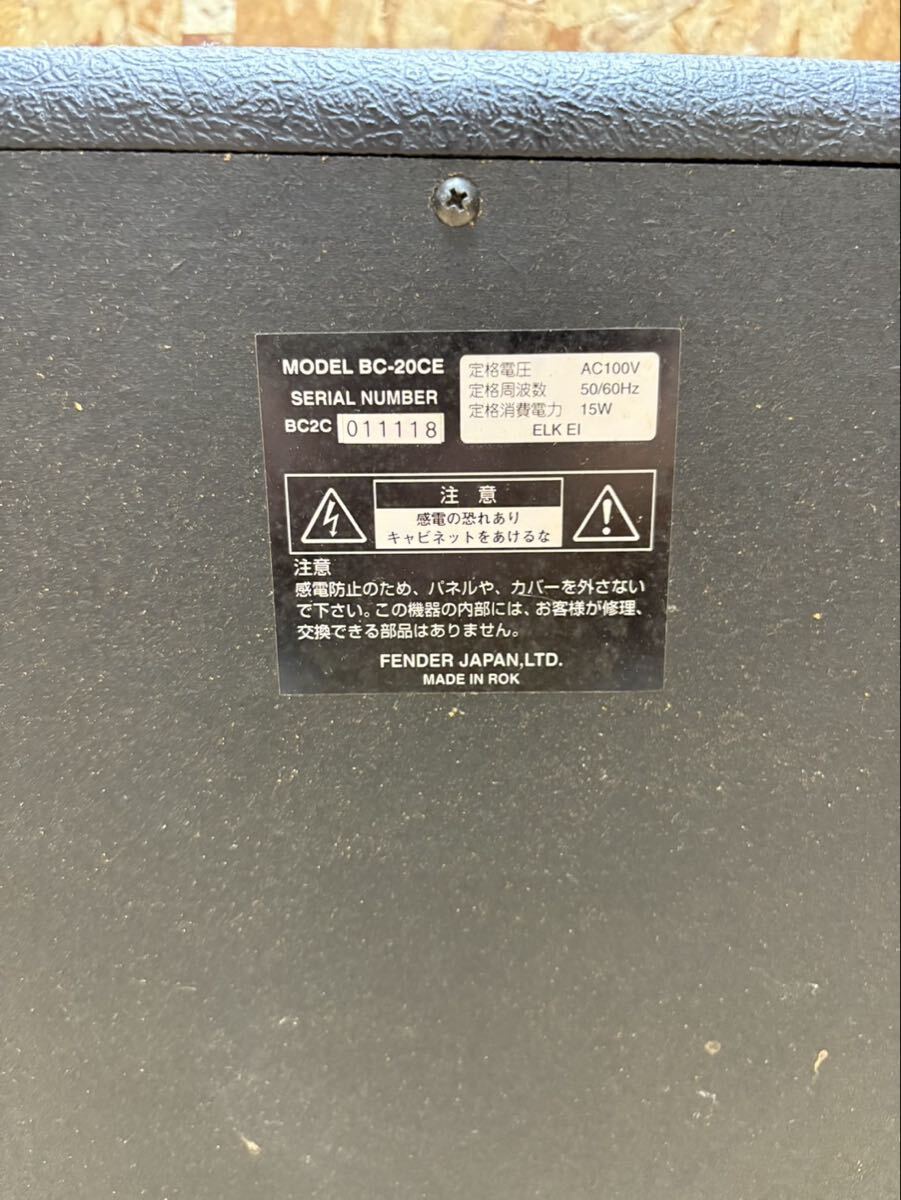 MODEL BC-20CE
SERIAL NUMBER
BC2C 011118
定格電圧 AC100V
定格周波数 50/60Hz
定格消費電力 15W
ELK EI
注 意
感電の恐れあり
キャビネットをあけるな
注意
感電防止のため、パネルや、カバーを外さない
で下さい。この機器の内部には、お客様が修理、
交換できる部品はありません。
FENDER JAPAN,LTD.
MADE IN ROK